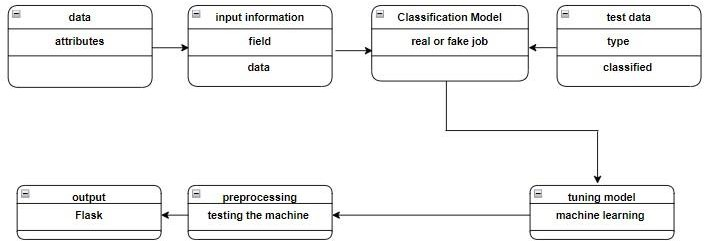 data
attributes
input information
field
data
Classification Model
real or fake job
test data
type
classified
output
Flask
preprocessing
testing the machine
tuning model
machine learning